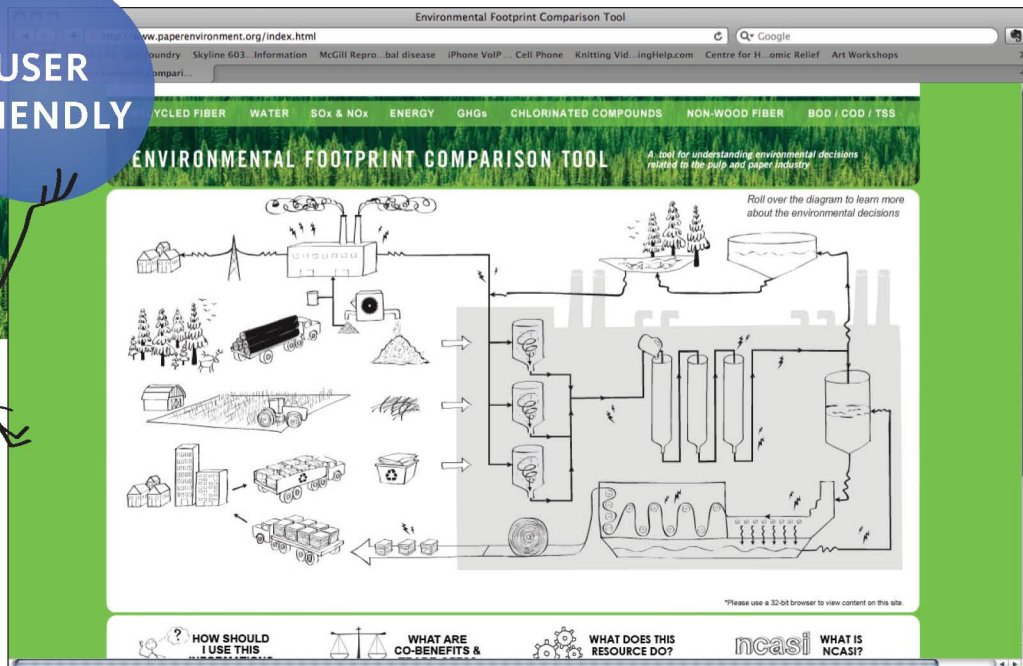 Environmental Footprint Comparison Tool
www.paperenvironment.org/index.html
Google
Foundry Skyline 603...Information McGill Repro...bal disease iPhone VoIP ... Cell Phone Knitting Vid...ingHelp.com Centre for H...omic Relief Art Workshops
USER
IENDLY
YCLED FIBER WATER SOx & NOx ENERGY GHGs CHLORINATED COMPOUNDS NON-WOOD FIBER BOD / COD / TSS
ENVIRONMENTAL FOOTPRINT COMPARISON TOOL
A tool for understanding environmental decisions
related to the pulp and paper industry
Roll over the diagram to learn more
about the environmental decisions
*Please use a 32-bit browser to view content on this site.
?
HOW SHOULD
I USE THIS
WHAT ARE
CO-BENEFITS &
WHAT DOES THIS
RESOURCE DO?
ncasi
WHAT IS
NCASI?